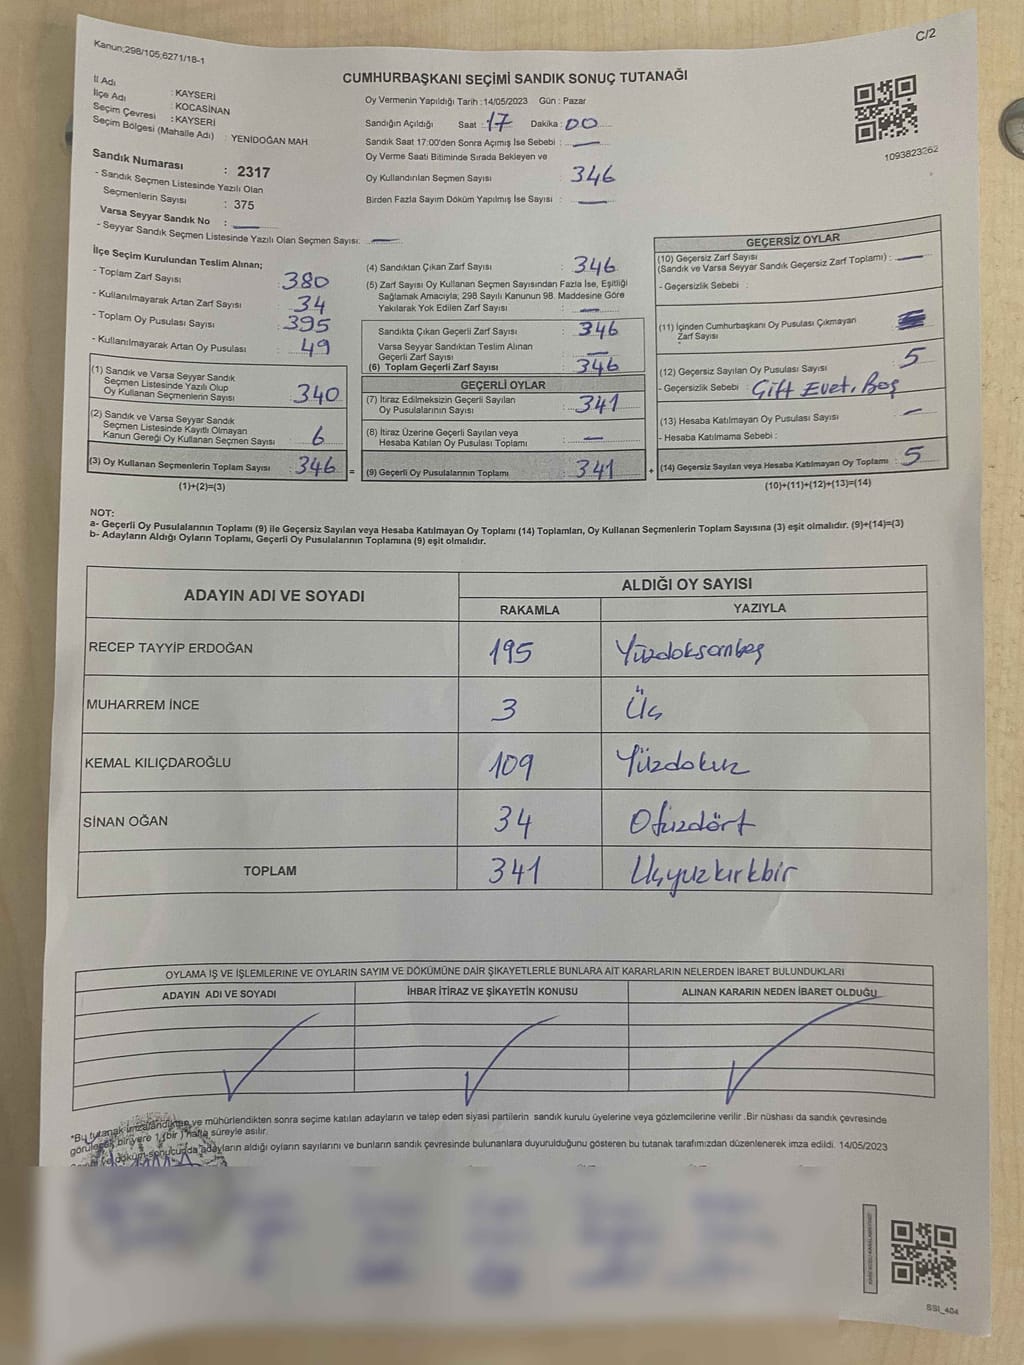 Kanun;298/105,6271/18-1
C/2
CUMHURBAŞKANI SEÇİMİ SANDIK SONUÇ TUTANAĞI
İl Adı : KAYSERİ
İlçe Adı : KOCASİNAN
Seçim Çevresi : KAYSERİ
Seçim Bölgesi (Mahalle Adı) : YENİDOĞAN MAH
Sandık Numarası : 2317
- Sandık Seçmen Listesinde Yazılı Olan
Seçmenlerin Sayısı : 375
Varsa Seyyar Sandık No :
- Seyyar Sandık Seçmen Listesinde Yazılı Olan Seçmen Sayısı:
Oy Vermenin Yapıldığı Tarih :14/05/2023 Gün : Pazar
Sandığın Açıldığı Saat : 17 Dakika : 00
Sandık Saat 17:00'den Sonra Açımış İse Sebebi :
Oy Verme Saati Bitiminde Sırada Bekleyen ve
Oy Kullandırılan Seçmen Sayısı : 346
Birden Fazla Sayım Döküm Yapılmış İse Sayısı :
1093823262
İlçe Seçim Kurulundan Teslim Alınan;
- Toplam Zarf Sayısı : 380
- Kullanılmayarak Artan Zarf Sayısı : 34
- Toplam Oy Pusulası Sayısı : 395
- Kullanılmayarak Artan Oy Pusulası : 49
(1) Sandık ve Varsa Seyyar Sandık
Seçmen Listesinde Yazılı Olup
Oy Kullanan Seçmenlerin Sayısı : 340
(2) Sandık ve Varsa Seyyar Sandık
Seçmen Listesinde Kayıtlı Olmayan
Kanun Gereği Oy Kullanan Seçmen Sayısı : 6
(3) Oy Kullanan Seçmenlerin Toplam Sayısı : 346 =
(1)+(2)=(3)
(4) Sandıktan Çıkan Zarf Sayısı : 346
(5) Zarf Sayısı Oy Kullanan Seçmen Sayısından Fazla İse, Eşitliği
Sağlamak Amacıyla; 298 Sayılı Kanunun 98. Maddesine Göre
Yakılarak Yok Edilen Zarf Sayısı :
Sandıkta Çıkan Geçerli Zarf Sayısı : 346
Varsa Seyyar Sandıktan Teslim Alınan
Geçerli Zarf Sayısı :
(6) Toplam Geçerli Zarf Sayısı : 346
GEÇERLİ OYLAR
(7) İtiraz Edilmeksizin Geçerli Sayılan
Oy Pusulalarının Sayısı : 341
(8) İtiraz Üzerine Geçerli Sayılan veya
Hesaba Katılan Oy Pusulası Toplamı :
(9) Geçerli Oy Pusulalarının Toplamı : 341 +
GEÇERSİZ OYLAR
(10) Geçersiz Zarf Sayısı
(Sandık ve Varsa Seyyar Sandık Geçersiz Zarf Toplamı) :
- Geçersizlik Sebebi :
(11) İçinden Cumhurbaşkanı Oy Pusulası Çıkmayan
Zarf Sayısı
(12) Geçersiz Sayılan Oy Pusulası Sayısı : 5
- Geçersizlik Sebebi : Çift Evet, Boş
(13) Hesaba Katılmayan Oy Pusulası Sayısı :
- Hesaba Katılmama Sebebi :
(14) Geçersiz Sayılan veya Hesaba Katılmayan Oy Toplamı : 5
(10)+(11)+(12)+(13)=(14)
NOT:
a- Geçerli Oy Pusulalarının Toplamı (9) ile Geçersiz Sayılan veya Hesaba Katılmayan Oy Toplamı (14) Toplamları, Oy Kullanan Seçmenlerin Toplam Sayısına (3) eşit olmalıdır. (9)+(14)=(3)
b- Adayların Aldığı Oyların Toplamı, Geçerli Oy Pusulalarının Toplamına (9) eşit olmalıdır.
ADAYIN ADI VE SOYADI
ALDIĞI OY SAYISI
RAKAMLA YAZIYLA
RECEP TAYYİP ERDOĞAN 195 Yüzdoksanbeş
MUHARREM İNCE 3 Üç
KEMAL KILIÇDAROĞLU 109 Yüzdokuz
SİNAN OĞAN 34 Otuzdört
TOPLAM 341 Üçyuzkırkbir
OYLAMA İŞ VE İŞLEMLERİNE VE OYLARIN SAYIM VE DÖKÜMÜNE DAİR ŞİKAYETLERLE BUNLARA AİT KARARLARIN NELERDEN İBARET BULUNDUKLARI
ADAYIN ADI VE SOYADI İHBAR İTİRAZ VE ŞİKAYETİN KONUSU ALINAN KARARIN NEDEN İBARET OLDUĞU
*Bu tutanak imzalandıktan ve mühürlendikten sonra seçime katılan adayların ve talep eden siyasi partilerin sandık kurulu üyelerine veya gözlemcilerine verilir .Bir nüshası da sandık çevresinde
görülecek biryere 1 (bir ) hafta süreyle asılır.
ve döküm sonucunda adayların aldığı oyların sayılarını ve bunların sandık çevresinde bulunanlara duyurulduğunu gösteren bu tutanak tarafımızdan düzenlenerek imza edildi. 14/05/2023
SSI_404